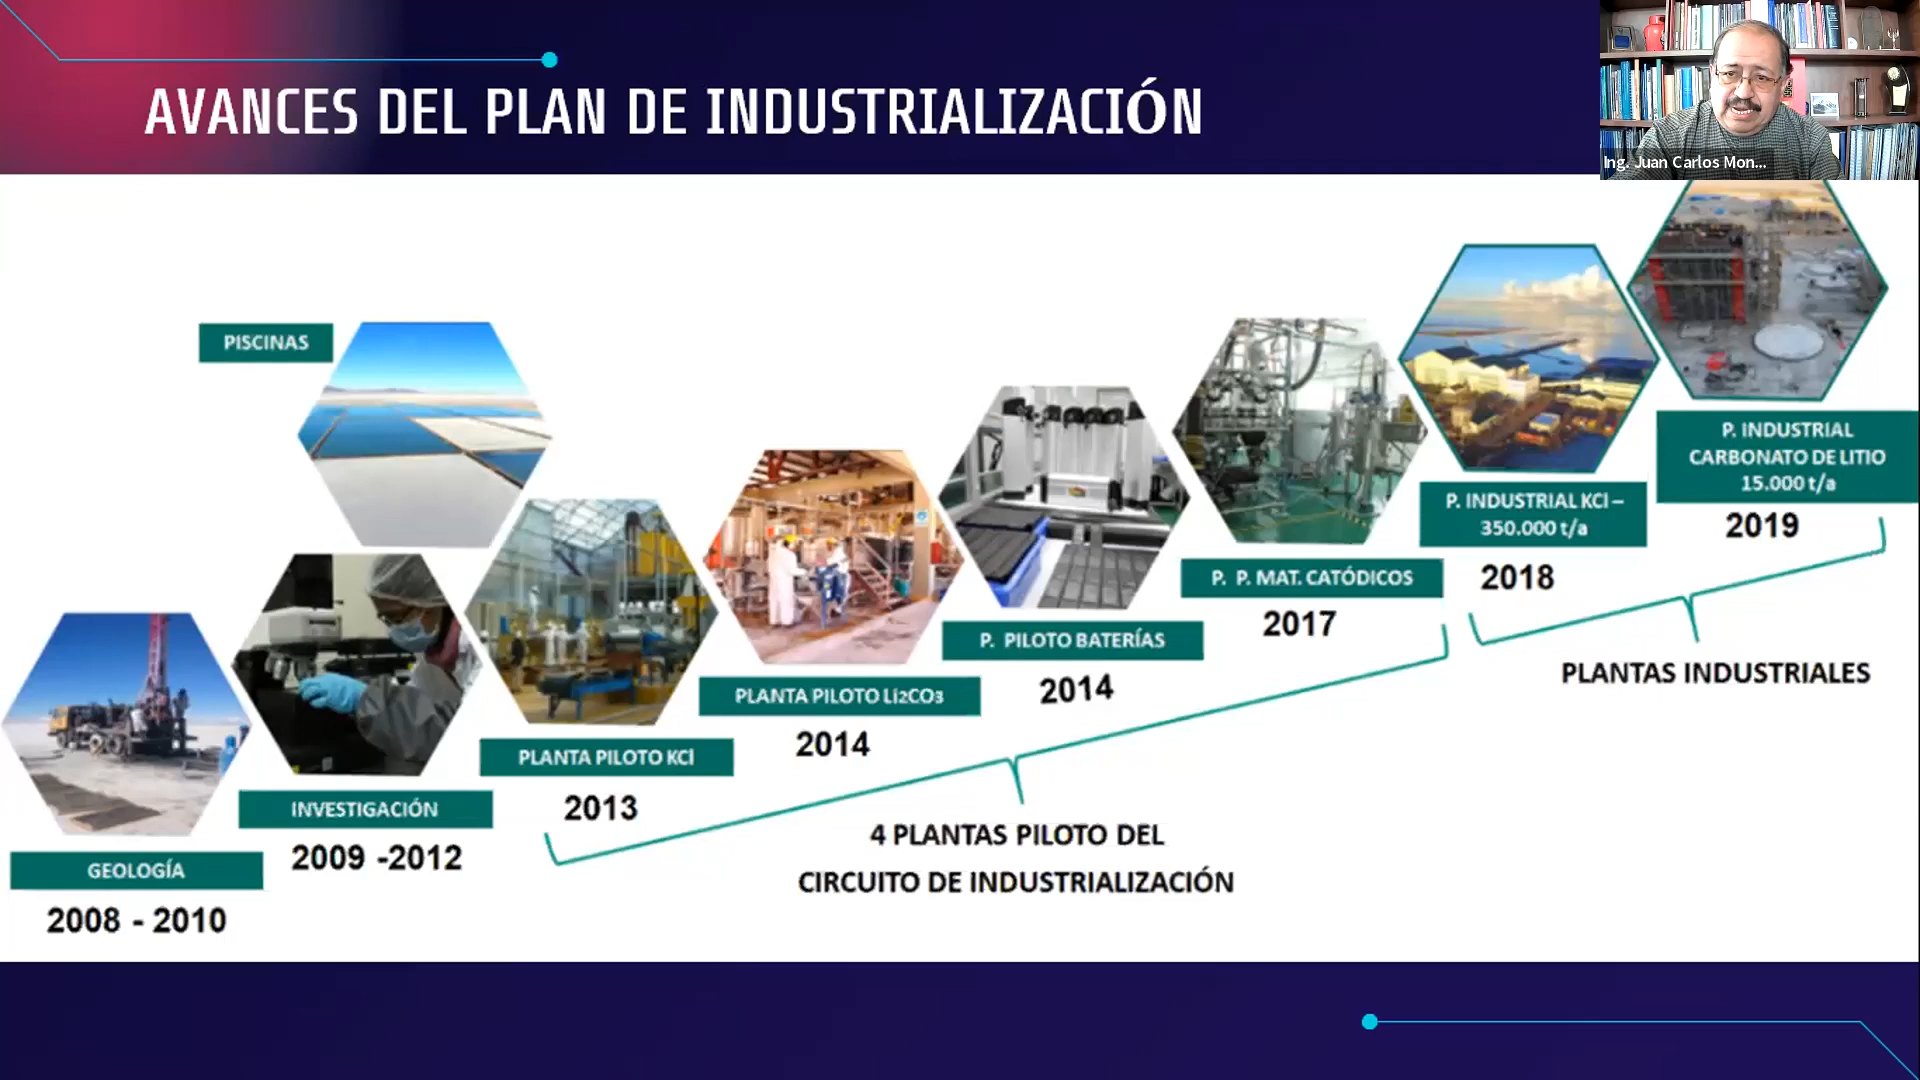 AVANCES DEL PLAN DE INDUSTRIALIZACIÓN
Ing. Juan Carlos Mon...
PISCINAS
GEOLOGÍA
2008 - 2010
INVESTIGACIÓN
2009 -2012
PLANTA PILOTO KCl
2013
PLANTA PILOTO Li2CO3
2014
P. PILOTO BATERÍAS
2014
P. P. MAT. CATÓDICOS
2017
P. INDUSTRIAL KCl –
350.000 t/a
2018
P. INDUSTRIAL
CARBONATO DE LITIO
15.000 t/a
2019
4 PLANTAS PILOTO DEL
CIRCUITO DE INDUSTRIALIZACIÓN
PLANTAS INDUSTRIALES